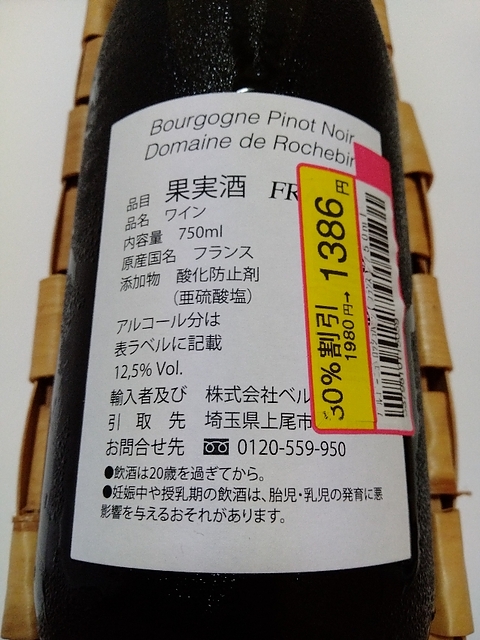 Bourgogne Pinot Noir
Domaine de Rochebin
品目 果実酒 FR
品名 ワイン
内容量 750ml
原産国名 フランス
添加物 酸化防止剤
（亜硫酸塩）
アルコール分は
表ラベルに記載
12,5% Vol.
輸入者及び 株式会社ベル
引取先 埼玉県上尾市
お問合せ先 0120-559-950
●飲酒は20歳を過ぎてから。
●妊娠中や授乳期の飲酒は、胎児・乳児の発育に悪
影響を与えるおそれがあります。
30%割引 1386円
1980円→